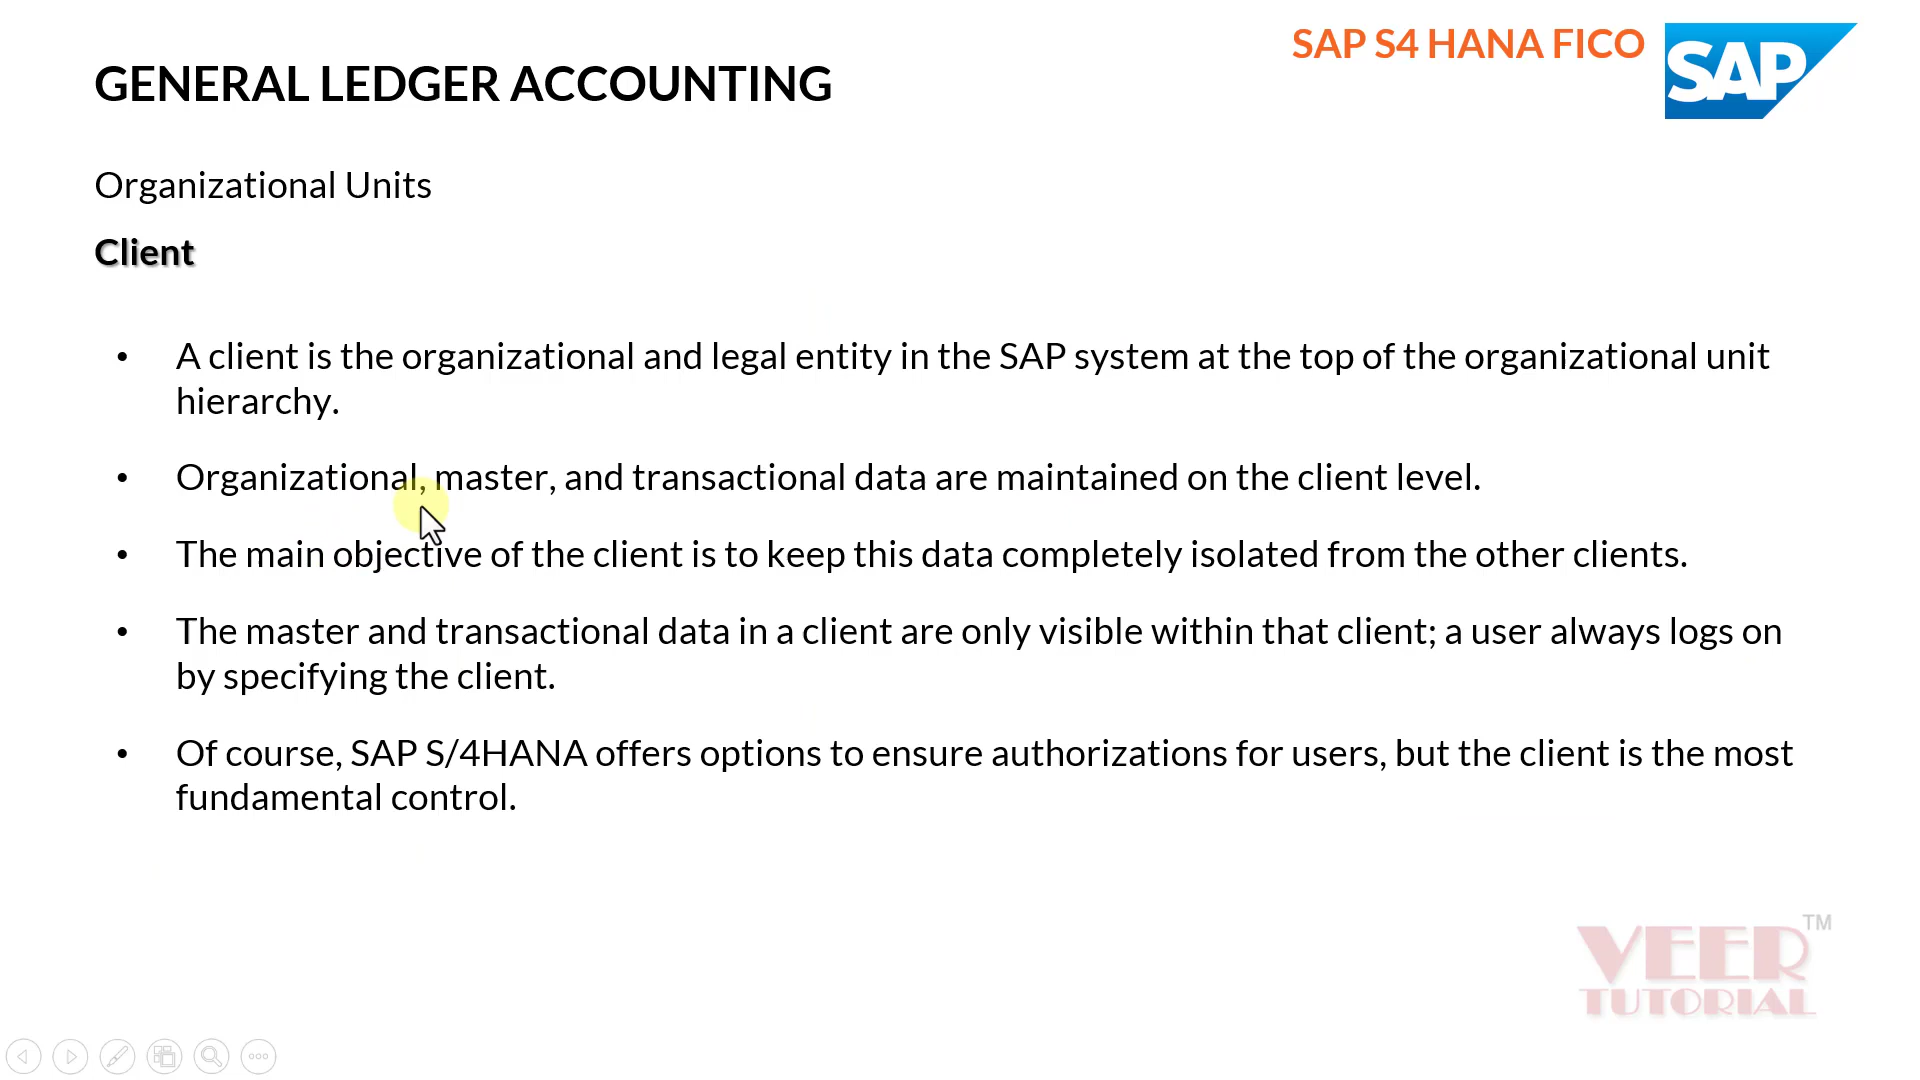 SAP S4 HANA FICO
SAP
GENERAL LEDGER ACCOUNTING
Organizational Units
Client
• A client is the organizational and legal entity in the SAP system at the top of the organizational unit
hierarchy.
• Organizational, master, and transactional data are maintained on the client level.
• The main objective of the client is to keep this data completely isolated from the other clients.
• The master and transactional data in a client are only visible within that client; a user always logs on
by specifying the client.
• Of course, SAP S/4HANA offers options to ensure authorizations for users, but the client is the most
fundamental control.
VEER TM
TUTORIAL